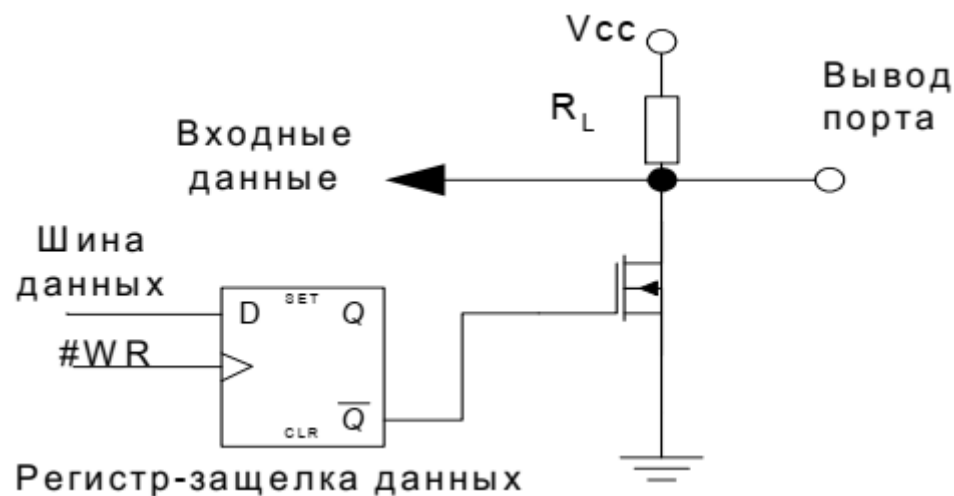 Vcc
Вывод
порта
R_L
Входные
данные
Шина
данных
D SET Q
#WR
Q̅
CLR
Регистр-защелка данных